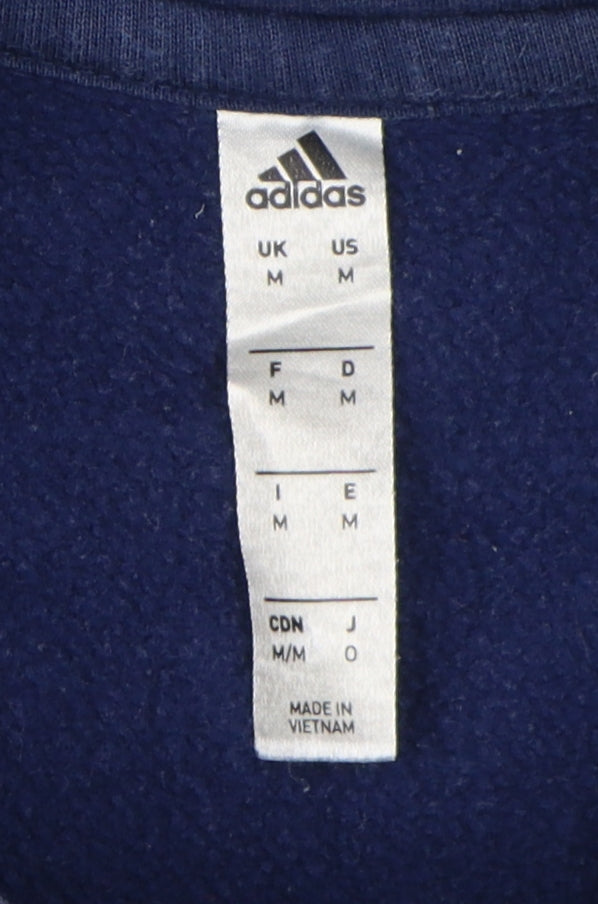 adidas
UK US
M M
F D
M M
I E
M M
CDN J
M/M O
MADE IN
VIETNAM